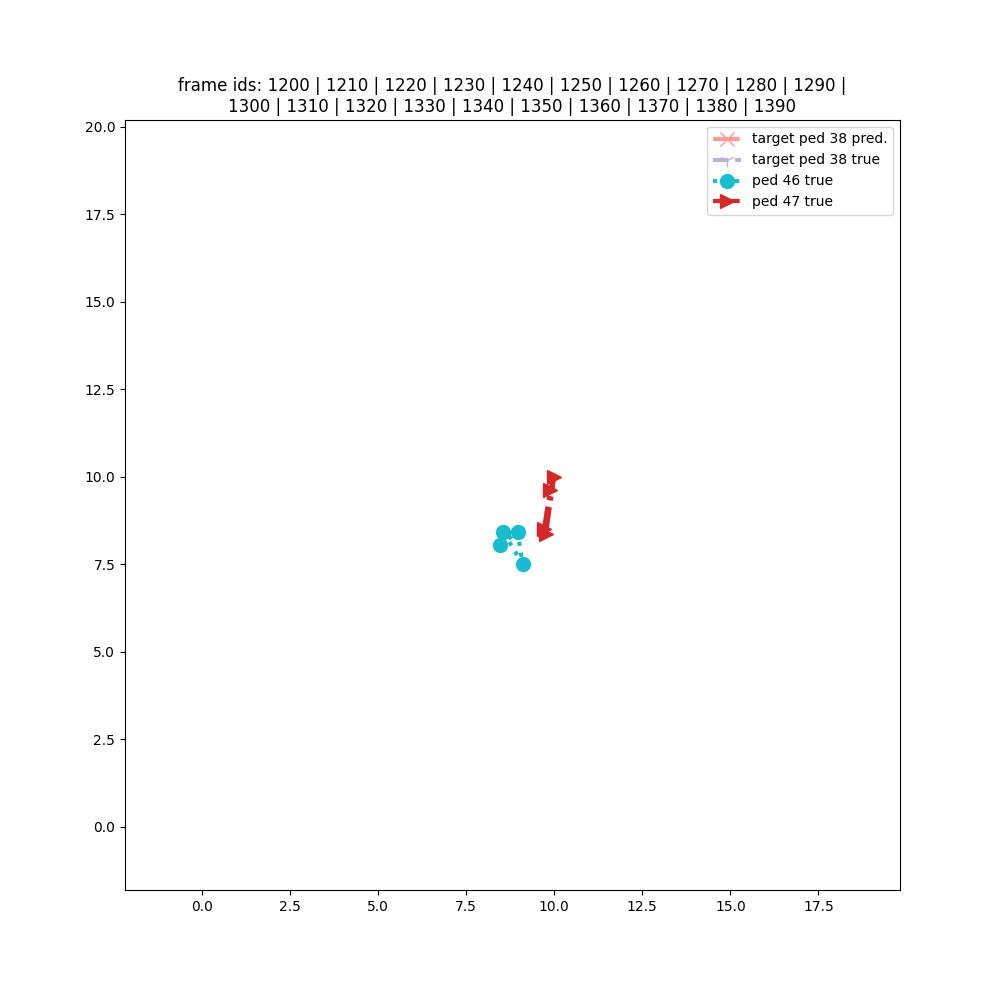 frame ids: 1200 | 1210 | 1220 | 1230 | 1240 | 1250 | 1260 | 1270 | 1280 | 1290 |
1300 | 1310 | 1320 | 1330 | 1340 | 1350 | 1360 | 1370 | 1380 | 1390
target ped 38 pred.
target ped 38 true
ped 46 true
ped 47 true
20.0
17.5
15.0
12.5
10.0
7.5
5.0
2.5
0.0
0.0 2.5 5.0 7.5 10.0 12.5 15.0 17.5